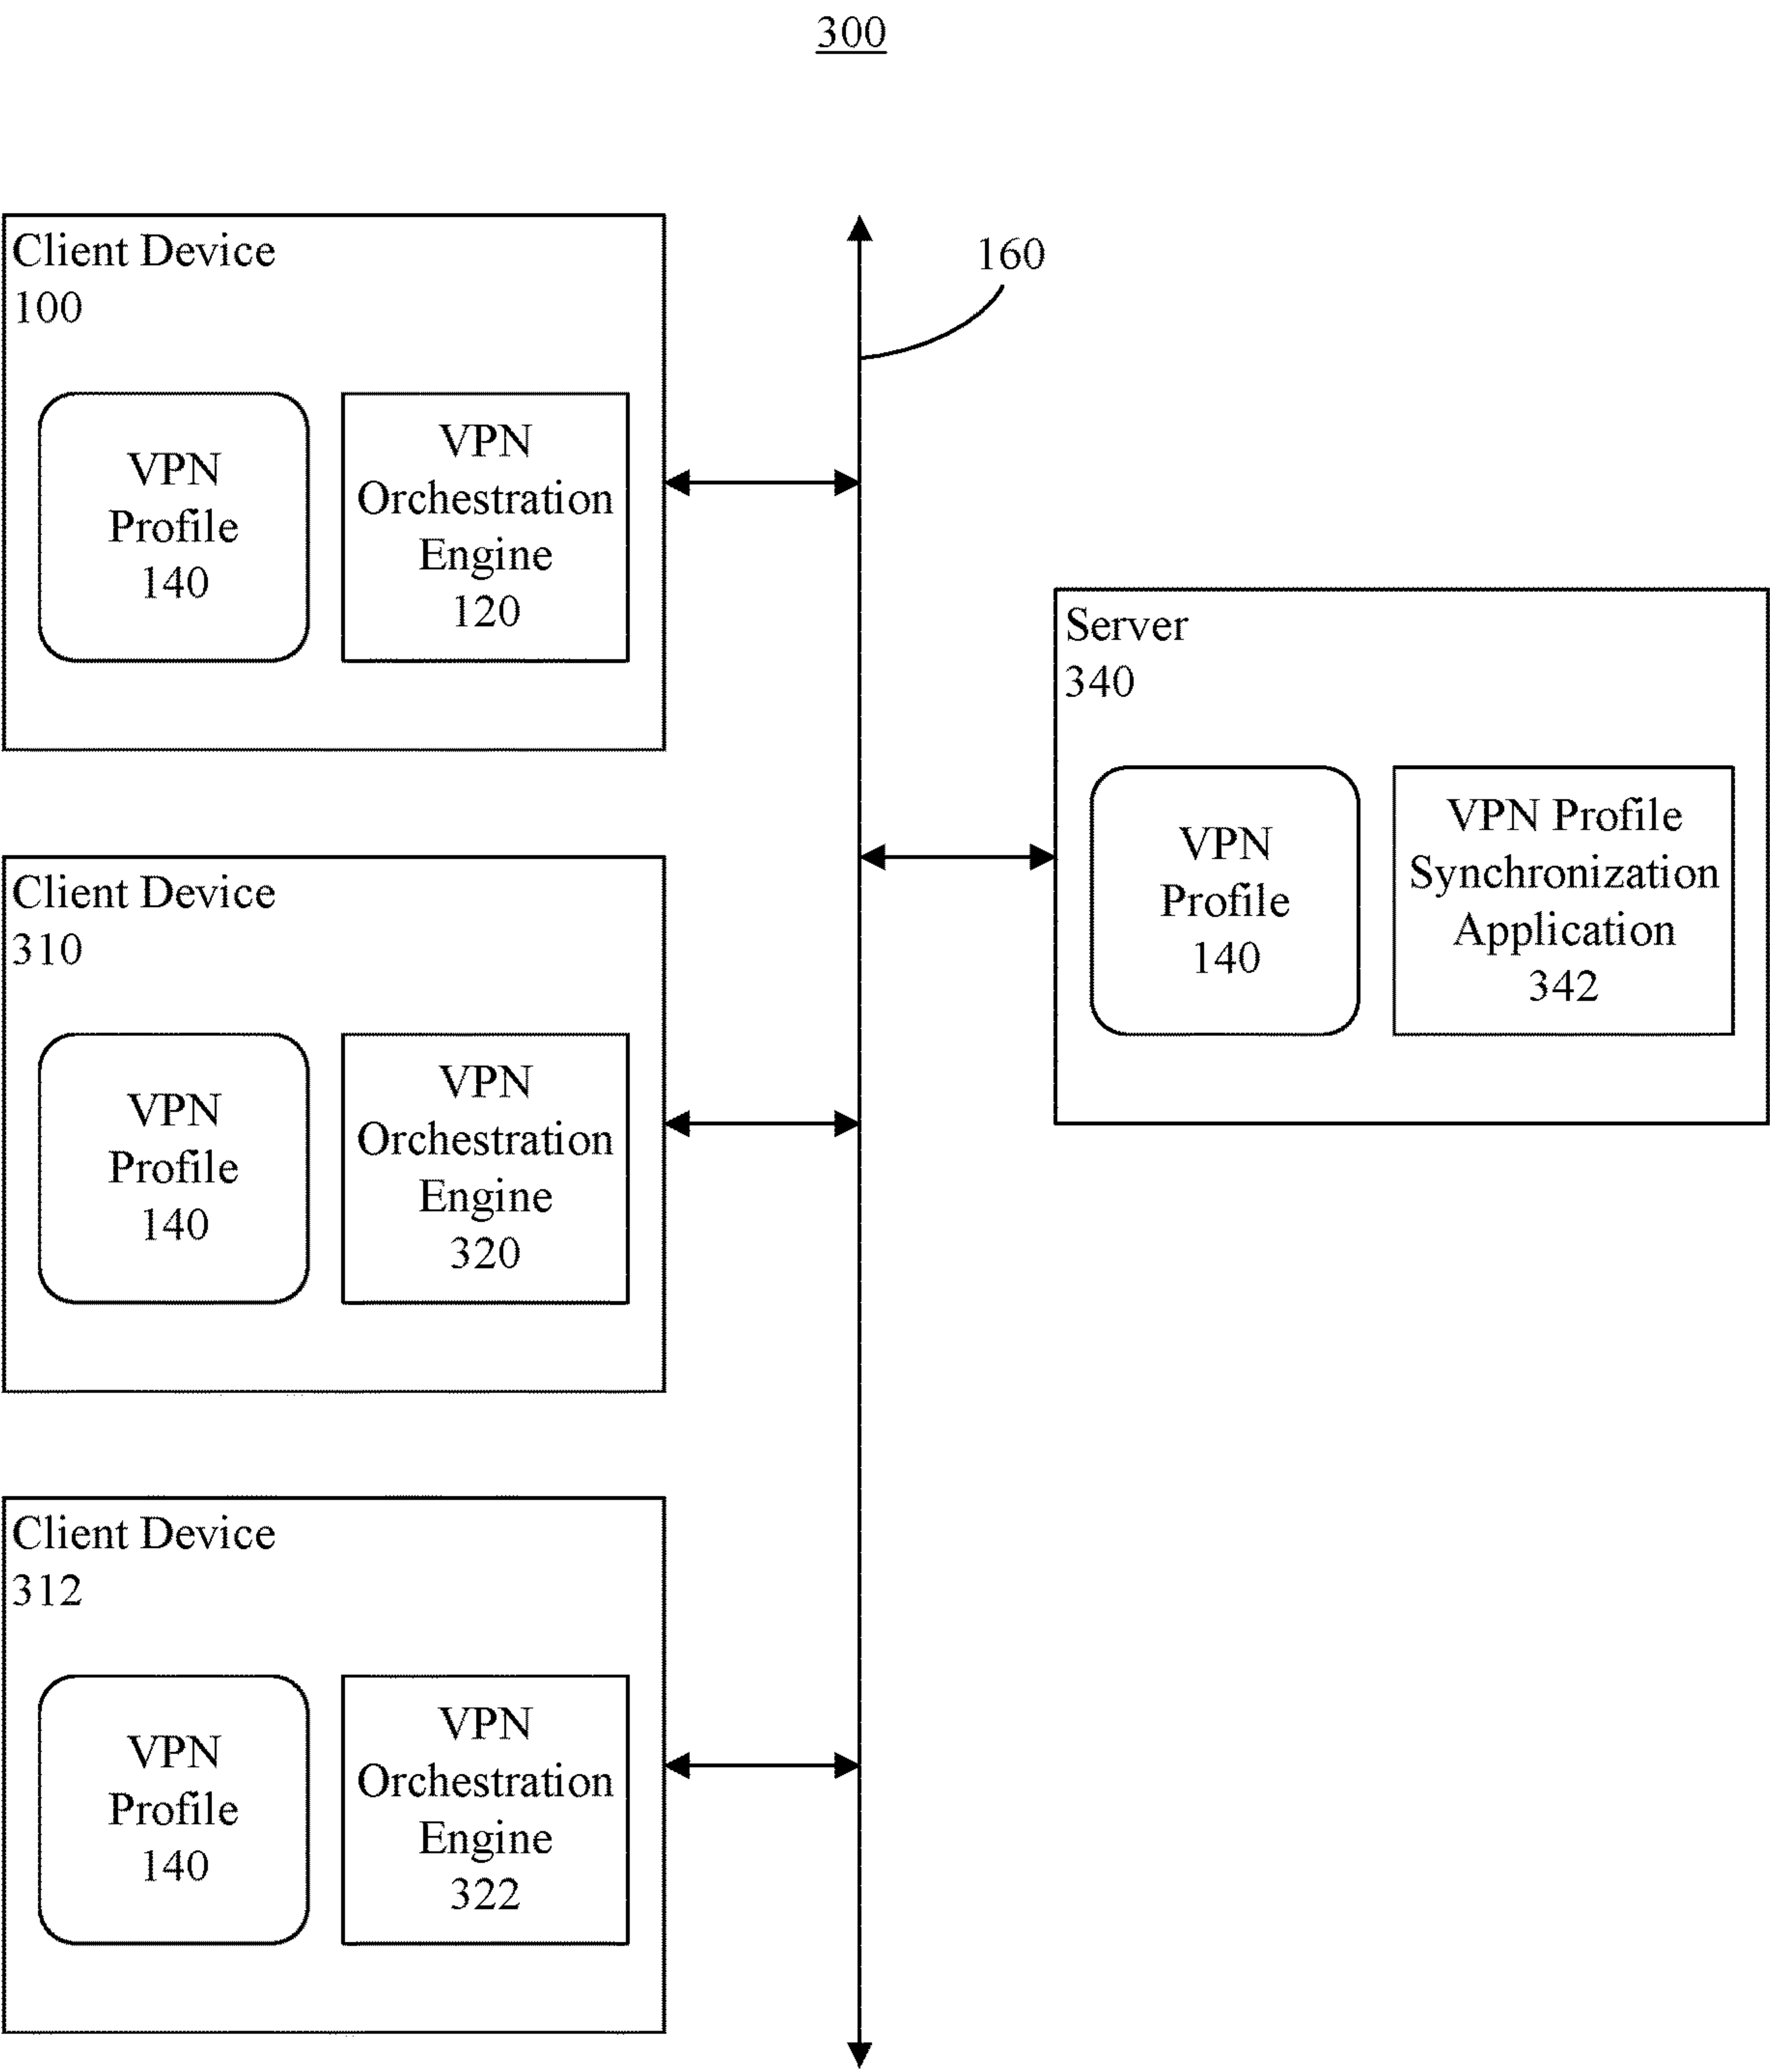 300
Client Device
100
VPN
Profile
140
VPN
Orchestration
Engine
120
160
Server
340
VPN
Profile
140
VPN Profile
Synchronization
Application
342
Client Device
310
VPN
Profile
140
VPN
Orchestration
Engine
320
Client Device
312
VPN
Profile
140
VPN
Orchestration
Engine
322